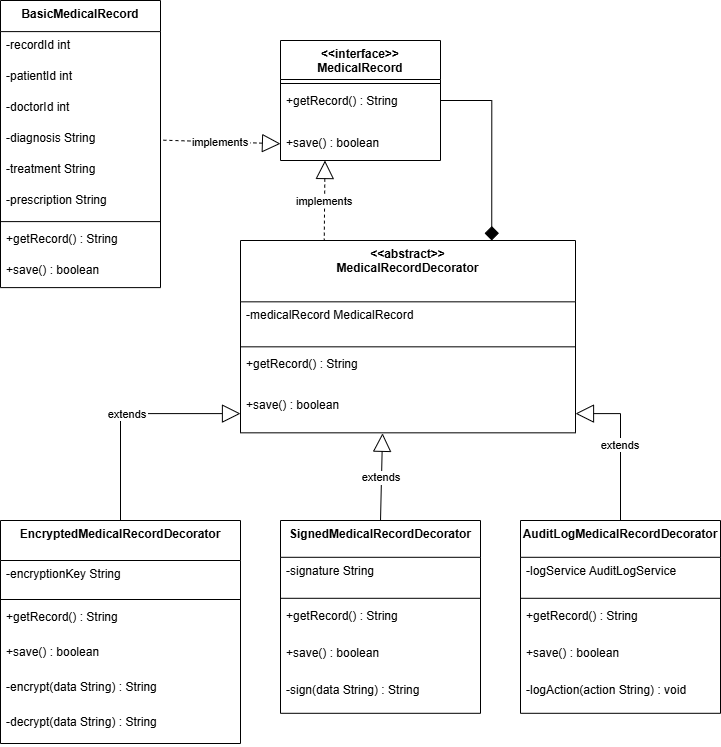 BasicMedicalRecord
-recordId int
-patientId int
-doctorId int
-diagnosis String
-treatment String
-prescription String
+getRecord() : String
+save() : boolean
<<interface>>
MedicalRecord
+getRecord() : String
+save() : boolean
implements
implements
<<abstract>>
MedicalRecordDecorator
-medicalRecord MedicalRecord
+getRecord() : String
+save() : boolean
extends
extends
extends
EncryptedMedicalRecordDecorator
-encryptionKey String
+getRecord() : String
+save() : boolean
-encrypt(data String) : String
-decrypt(data String) : String
SignedMedicalRecordDecorator
-signature String
+getRecord() : String
+save() : boolean
-sign(data String) : String
AuditLogMedicalRecordDecorator
-logService AuditLogService
+getRecord() : String
+save() : boolean
-logAction(action String) : void